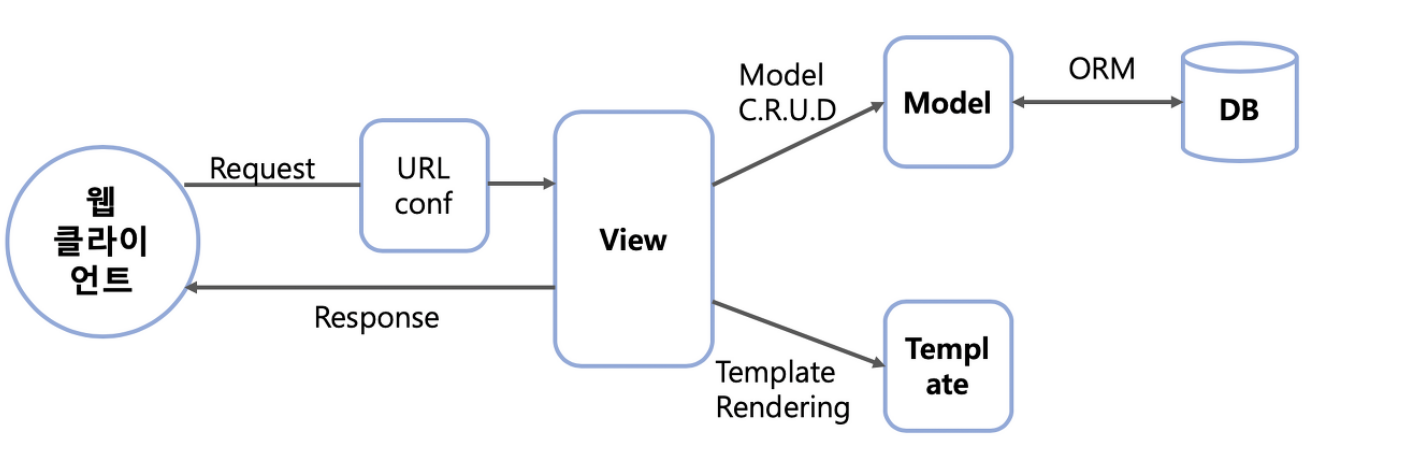 웹
클라이
언트
Request
URL
conf
Response
View
Model
C.R.U.D
Model
ORM
DB
Template
Rendering
Templ
ate